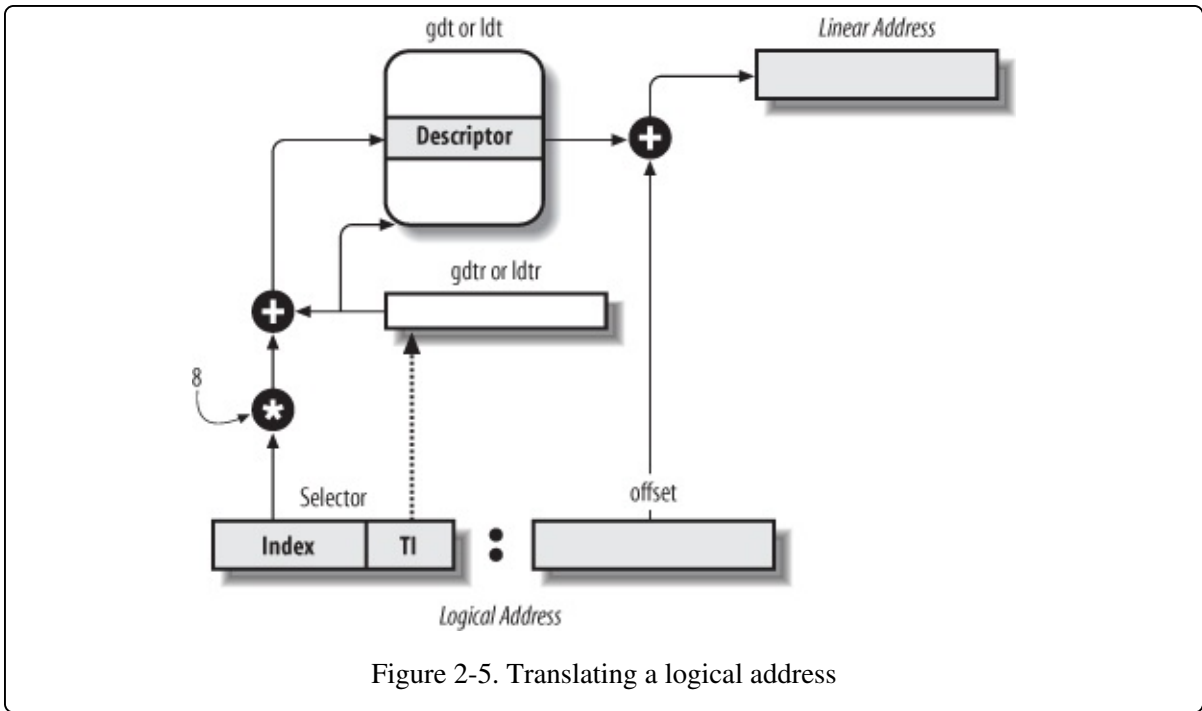 gdt or ldt
Linear Address
Descriptor
+
gdtr or ldtr
+
8
*
Selector
offset
Index
TI
:
Logical Address
Figure 2-5. Translating a logical address